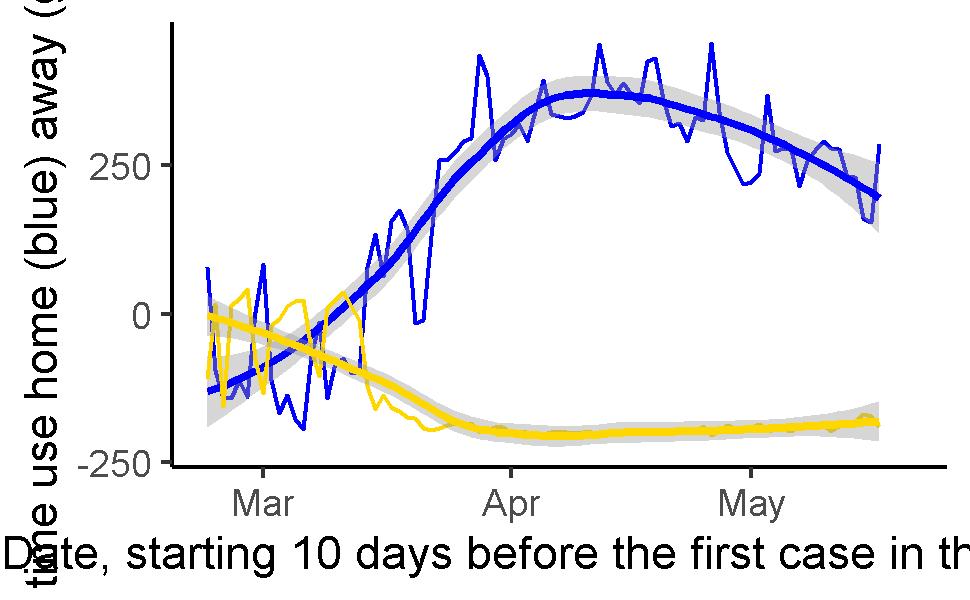 time use home (blue) away (
250
0
-250
Mar Apr May
Date, starting 10 days before the first case in th